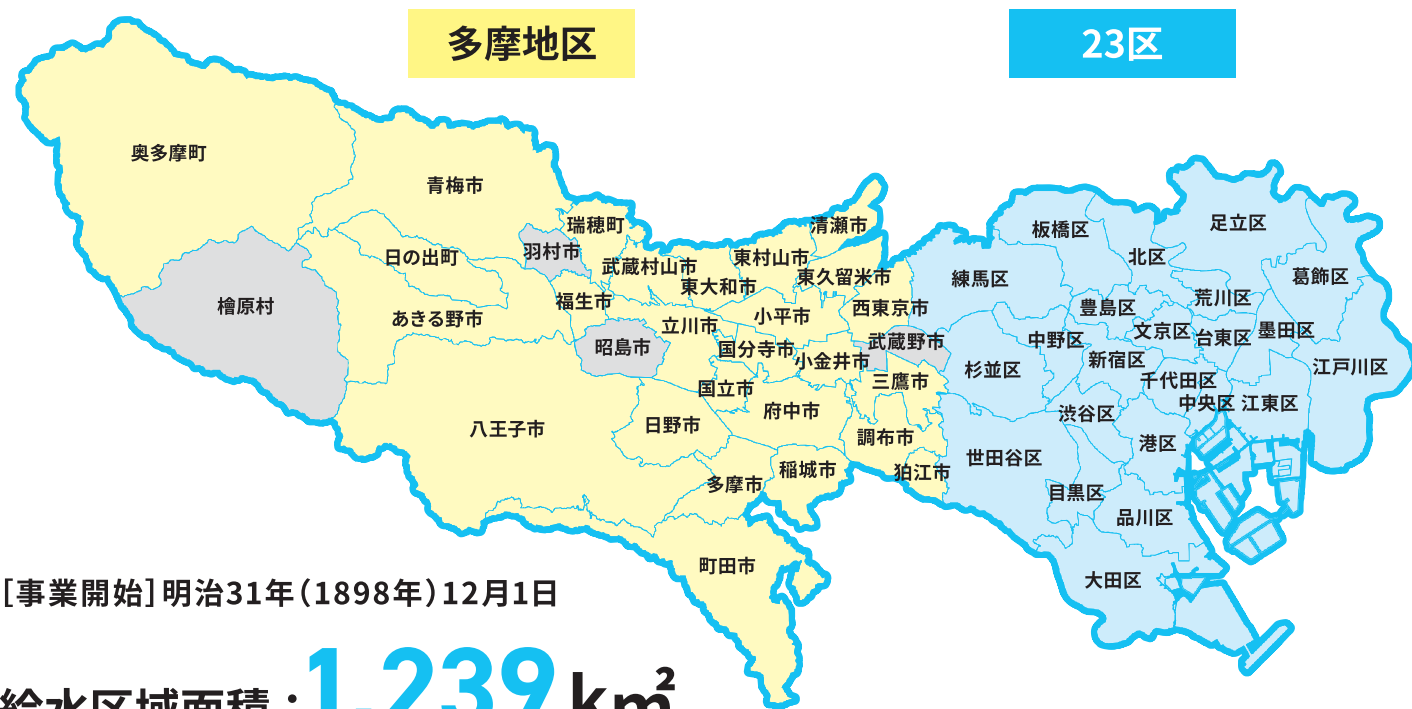 多摩地区
23区
奥多摩町
青梅市
瑞穂町
清瀬市
羽村市
日の出町
武蔵村山市
東村山市
東大和市
東久留米市
檜原村
福生市
あきる野市
立川市
小平市
西東京市
昭島市
国分寺市
小金井市
武蔵野市
国立市
三鷹市
八王子市
日野市
府中市
調布市
多摩市
稲城市
狛江市
町田市
板橋区
足立区
北区
練馬区
葛飾区
豊島区
荒川区
中野区
文京区
台東区
墨田区
杉並区
新宿区
江戸川区
千代田区
中央区
江東区
渋谷区
港区
世田谷区
目黒区
品川区
大田区
［事業開始］明治31年（1898年）12月1日
給水区域面積：1,239km²